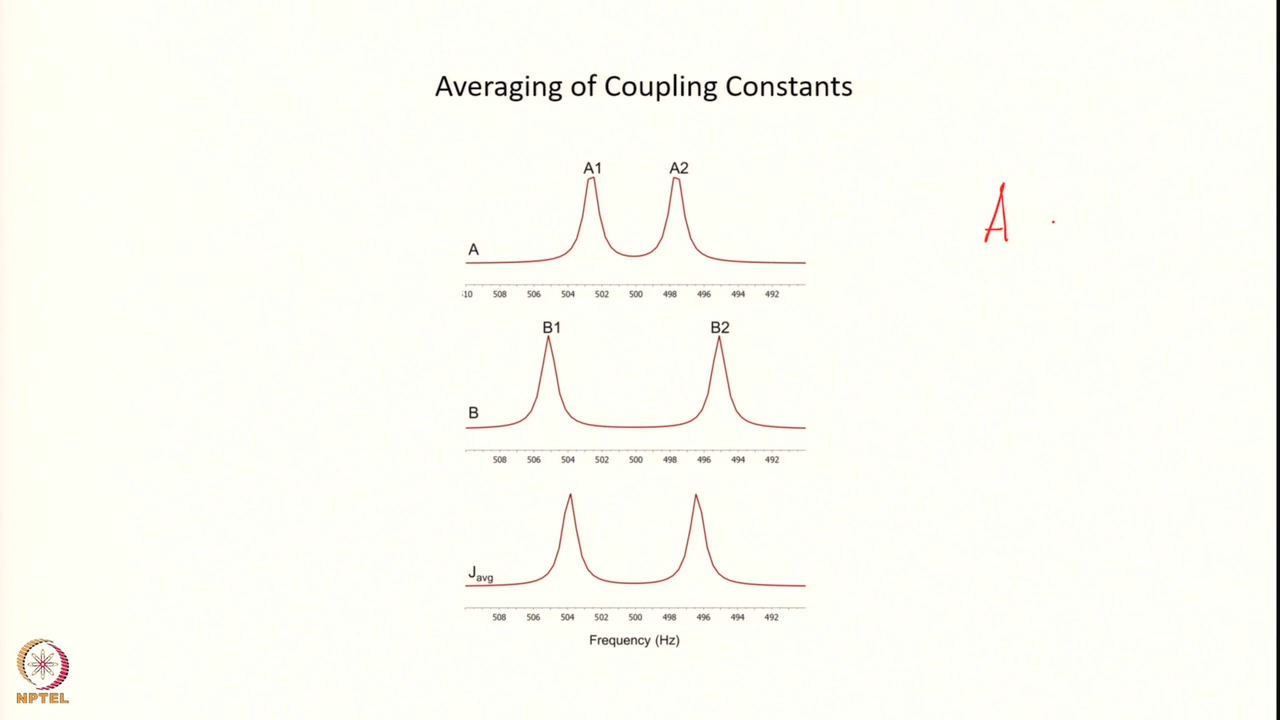 Averaging of Coupling Constants
A1 A2
A
A
10 508 506 504 502 500 498 496 494 492
B1 B2
B
508 506 504 502 500 498 496 494 492
Javg
508 506 504 502 500 498 496 494 492
Frequency (Hz)
NPTEL